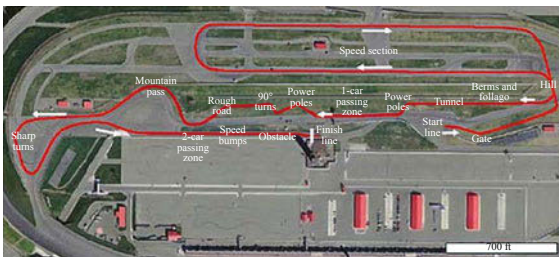 Speed section
Mountain
pass
Hill
Rough
road
90°
turns
Power
poles
1-car
passing
zone
Power
poles
Tunnel
Berms and
follago
Sharp
turns
2-car
passing
zone
Speed
bumps
Obstacle
Finish
line
Start
line
Gate
700 ft